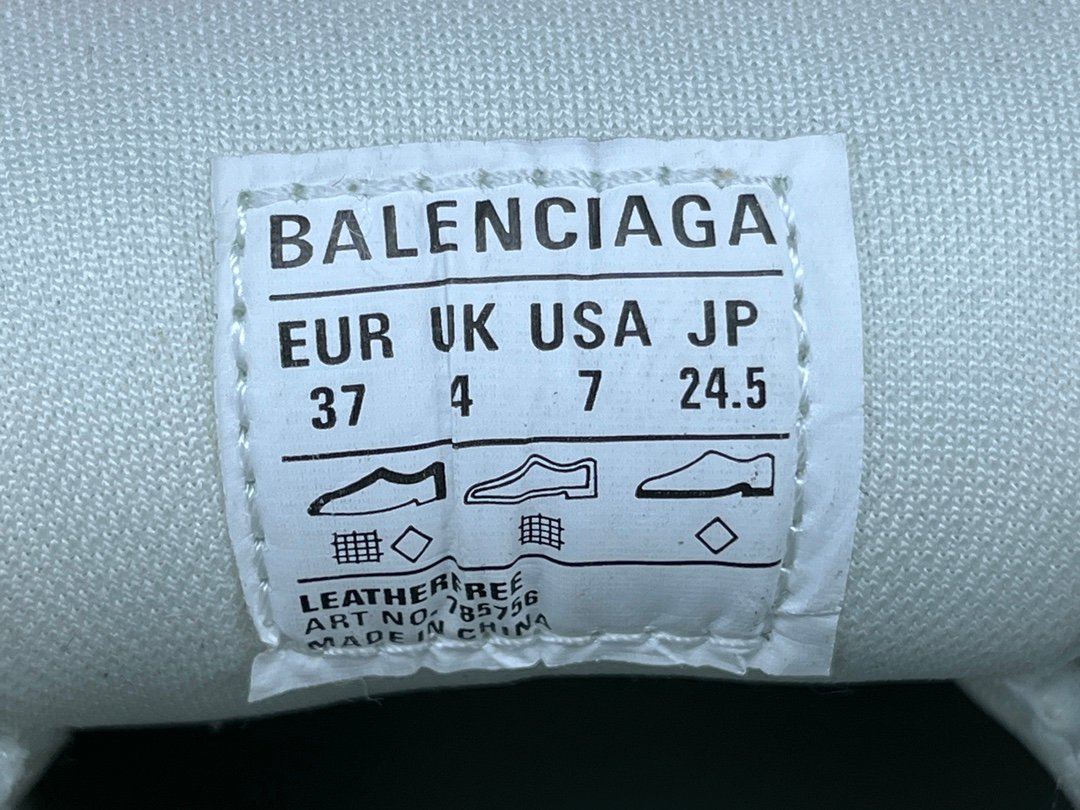 BALENCIAGA
EUR UK USA JP
37 4 7 24.5
LEATHERFREE
ART NO. 785756
MADE IN CHINA